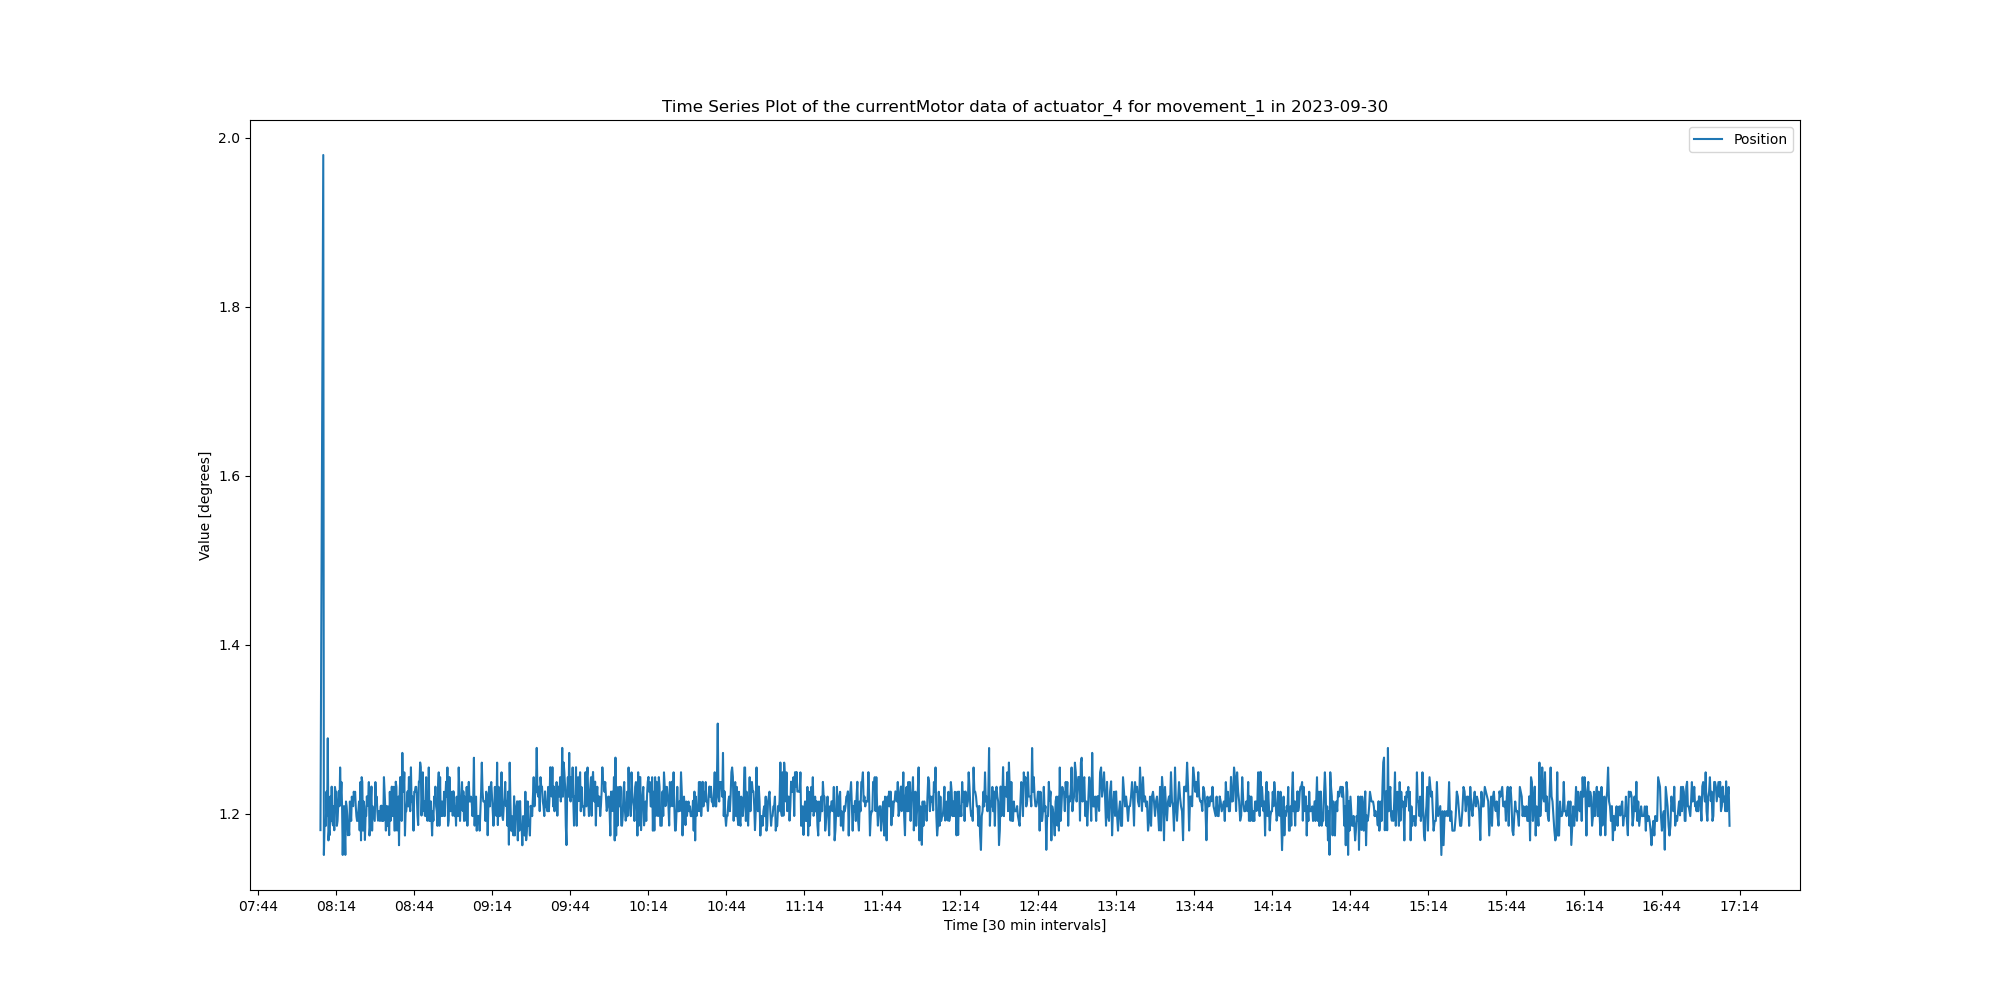 Time Series Plot of the currentMotor data of actuator_4 for movement_1 in 2023-09-30
Position
2.0
1.8
1.6
1.4
1.2
Value [degrees]
07:44 08:14 08:44 09:14 09:44 10:14 10:44 11:14 11:44 12:14 12:44 13:14 13:44 14:14 14:44 15:14 15:44 16:14 16:44 17:14
Time [30 min intervals]